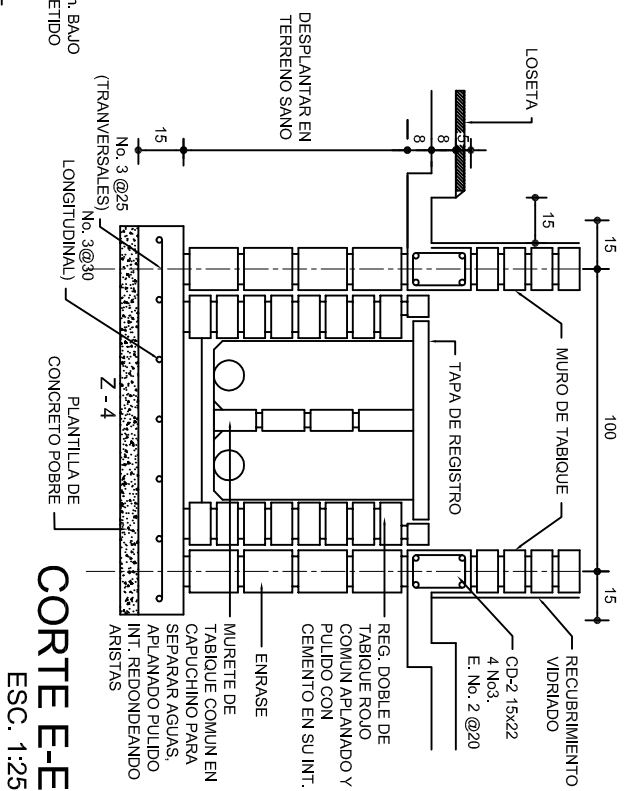 LOSETA
DESPLANTAR EN
TERRENO SANO
n. BAJO
ETIDO
15
8
8
5
15
15
100
15
No. 3 @25
(TRANVERSALES)
No. 3@30
LONGITUDINAL)
MURO DE TABIQUE
TAPA DE REGISTRO
Z - 4
PLANTILLA DE
CONCRETO POBRE
RECUBRIMIENTO
VIDRIADO
CD-2 15x22
4 No3.
E. No. 2 @20
REG. DOBLE DE
TABIQUE ROJO
COMUN APLANADO Y
PULIDO CON
CEMENTO EN SU INT.
ENRASE
MURETE DE
TABIQUE COMUN EN
CAPUCHINO PARA
SEPARAR AGUAS,
APLANADO PULIDO
INT. REDONDEANDO
ARISTAS
CORTE E-E
ESC. 1:25